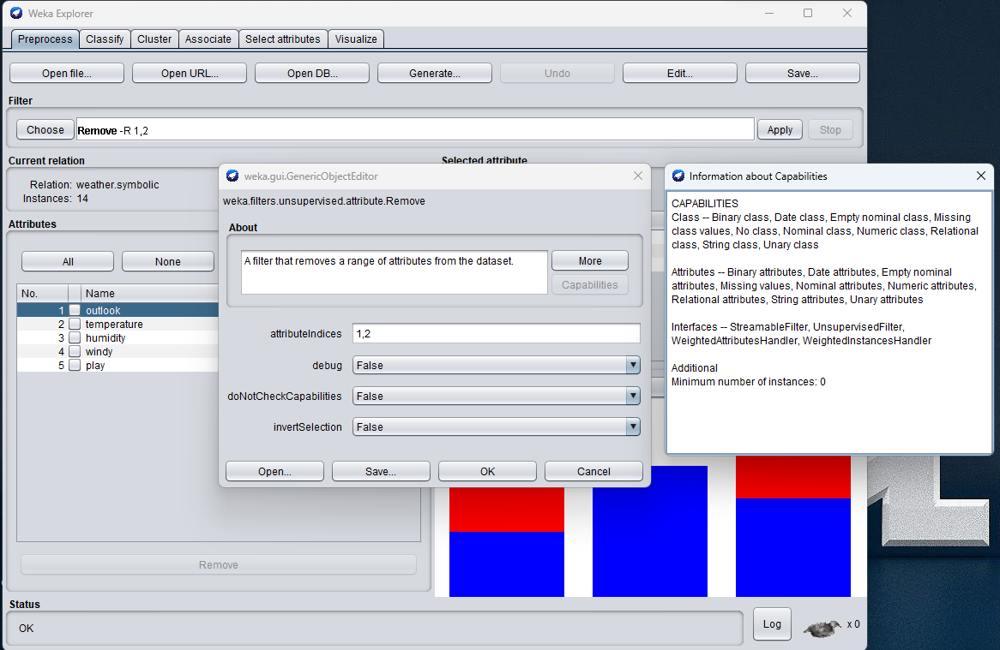 Weka Explorer
Preprocess Classify Cluster Associate Select attributes Visualize
Open file... Open URL... Open DB... Generate... Undo Edit... Save...
Filter
Choose Remove -R 1,2 Apply Stop
Current relation
Relation: weather.symbolic
Instances: 14
Selected attribute
Attributes
All None
No. Name
1 outlook
2 temperature
3 humidity
4 windy
5 play
Remove
Status
OK
Log x 0
weka.gui.GenericObjectEditor
weka.filters.unsupervised.attribute.Remove
About
A filter that removes a range of attributes from the dataset.
More
Capabilities
attributeIndices 1,2
debug False
doNotCheckCapabilities False
invertSelection False
Open... Save... OK Cancel
Information about Capabilities
CAPABILITIES
Class -- Binary class, Date class, Empty nominal class, Missing
class values, No class, Nominal class, Numeric class, Relational
class, String class, Unary class
Attributes -- Binary attributes, Date attributes, Empty nominal
attributes, Missing values, Nominal attributes, Numeric attributes,
Relational attributes, String attributes, Unary attributes
Interfaces -- StreamableFilter, UnsupervisedFilter,
WeightedAttributesHandler, WeightedInstancesHandler
Additional
Minimum number of instances: 0